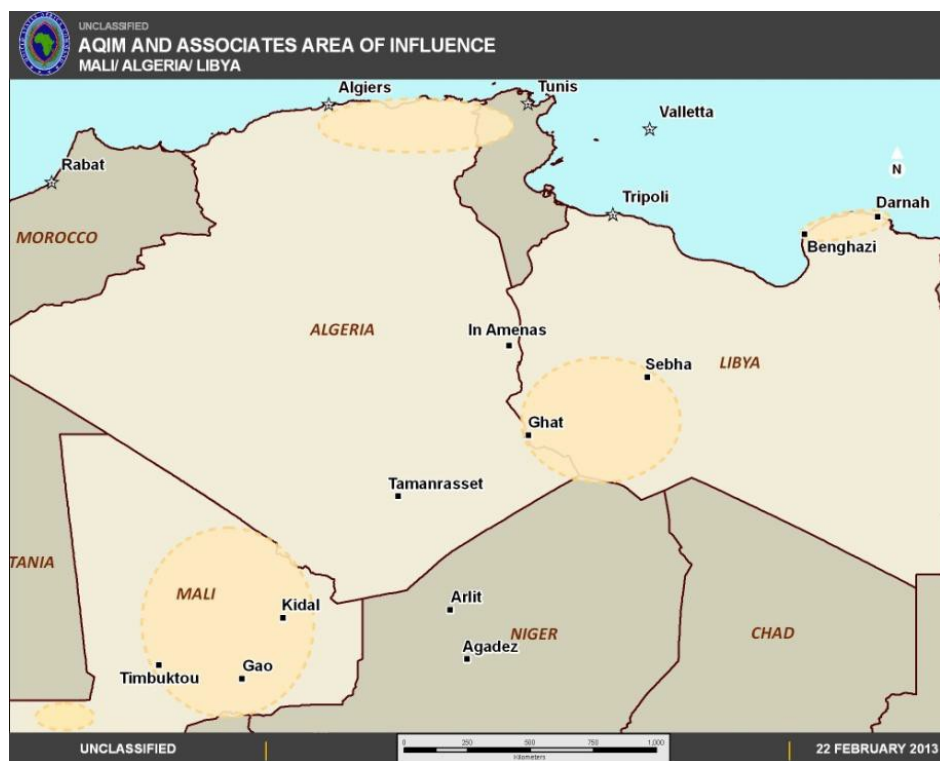 UNCLASSIFIED
AQIM AND ASSOCIATES AREA OF INFLUENCE
MALI/ ALGERIA/ LIBYA
Algiers
Tunis
Valletta
Rabat
N
Tripoli
Darnah
MOROCCO
Benghazi
ALGERIA
In Amenas
Sebha
LIBYA
Ghat
Tamanrasset
TANIA
MALI
Kidal
Arlit
NIGER
CHAD
Agadez
Timbuktou
Gao
UNCLASSIFIED
0 250 500 750 1,000
Kilometers
22 FEBRUARY 2013